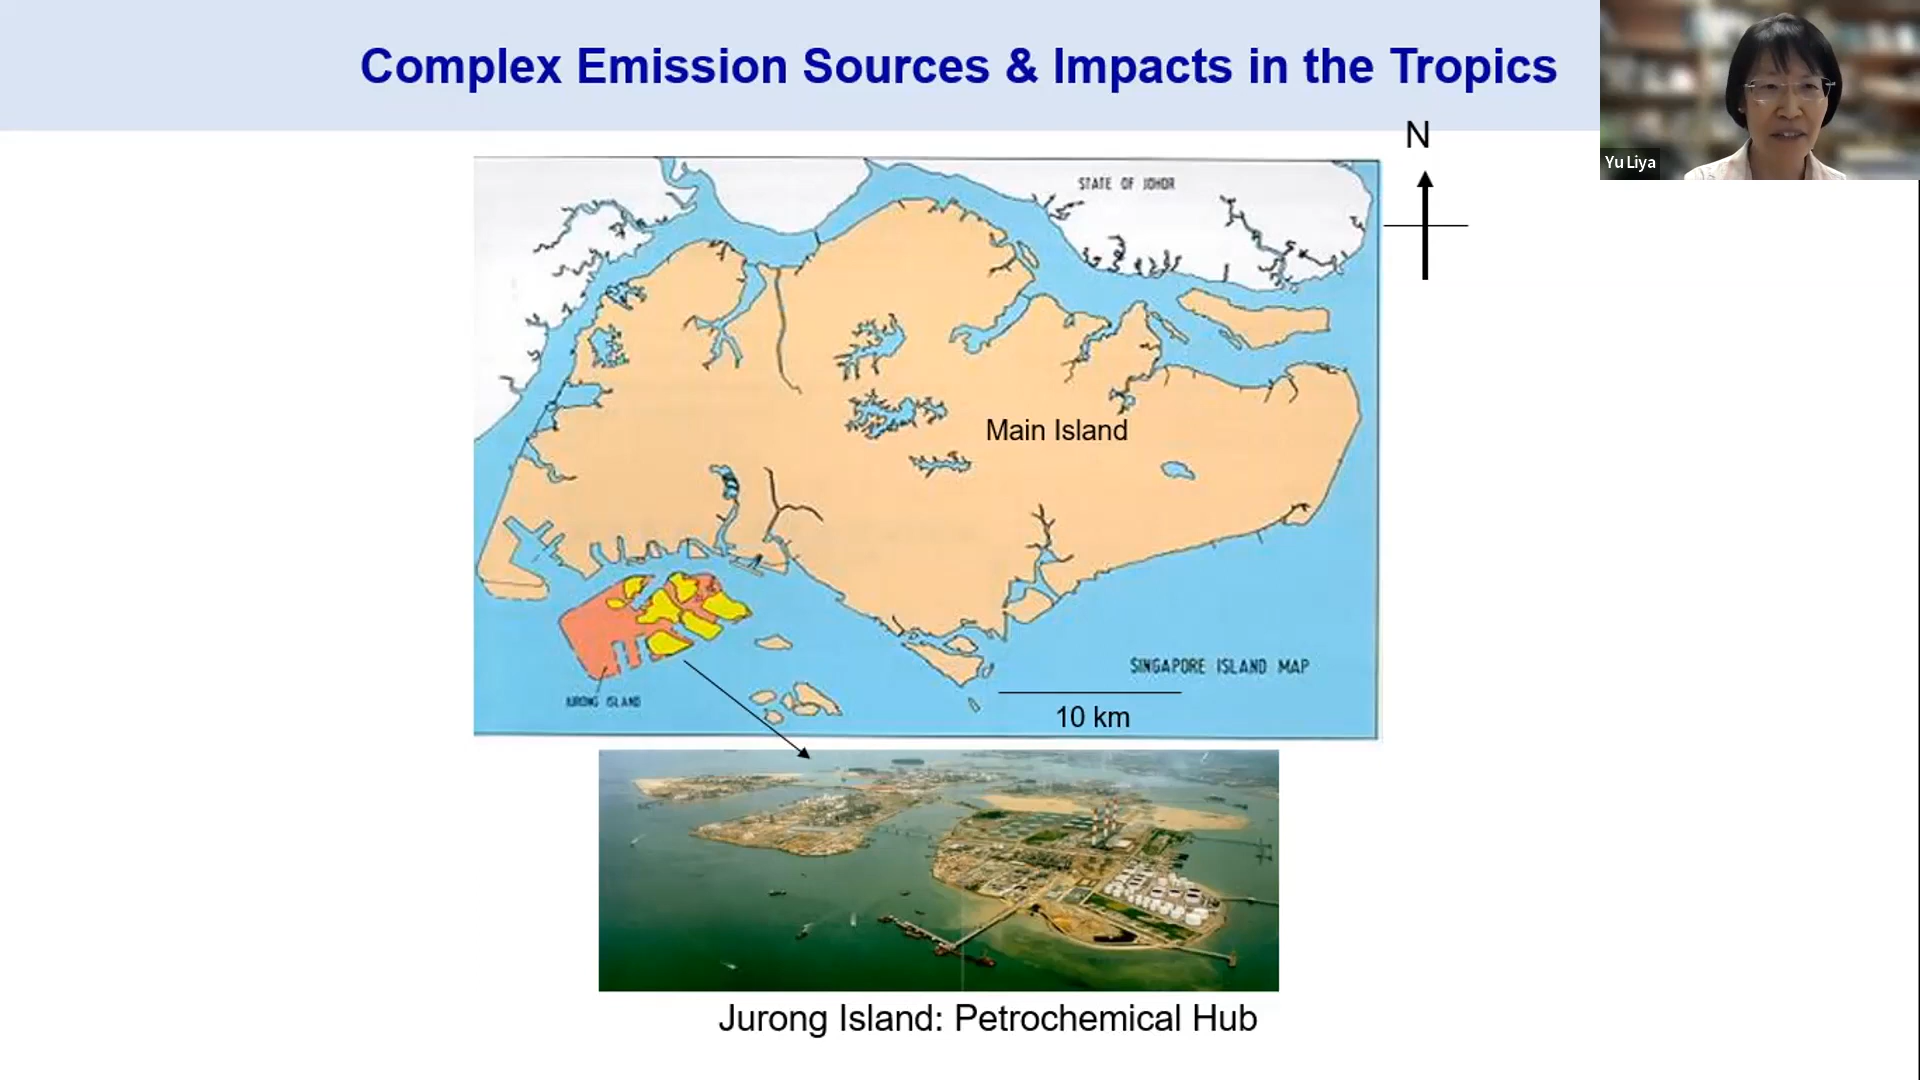 Complex Emission Sources & Impacts in the Tropics
Yu Liya
N
STATE OF JOHOR
Main Island
SINGAPORE ISLAND MAP
JURONG ISLAND
10 km
Jurong Island: Petrochemical Hub